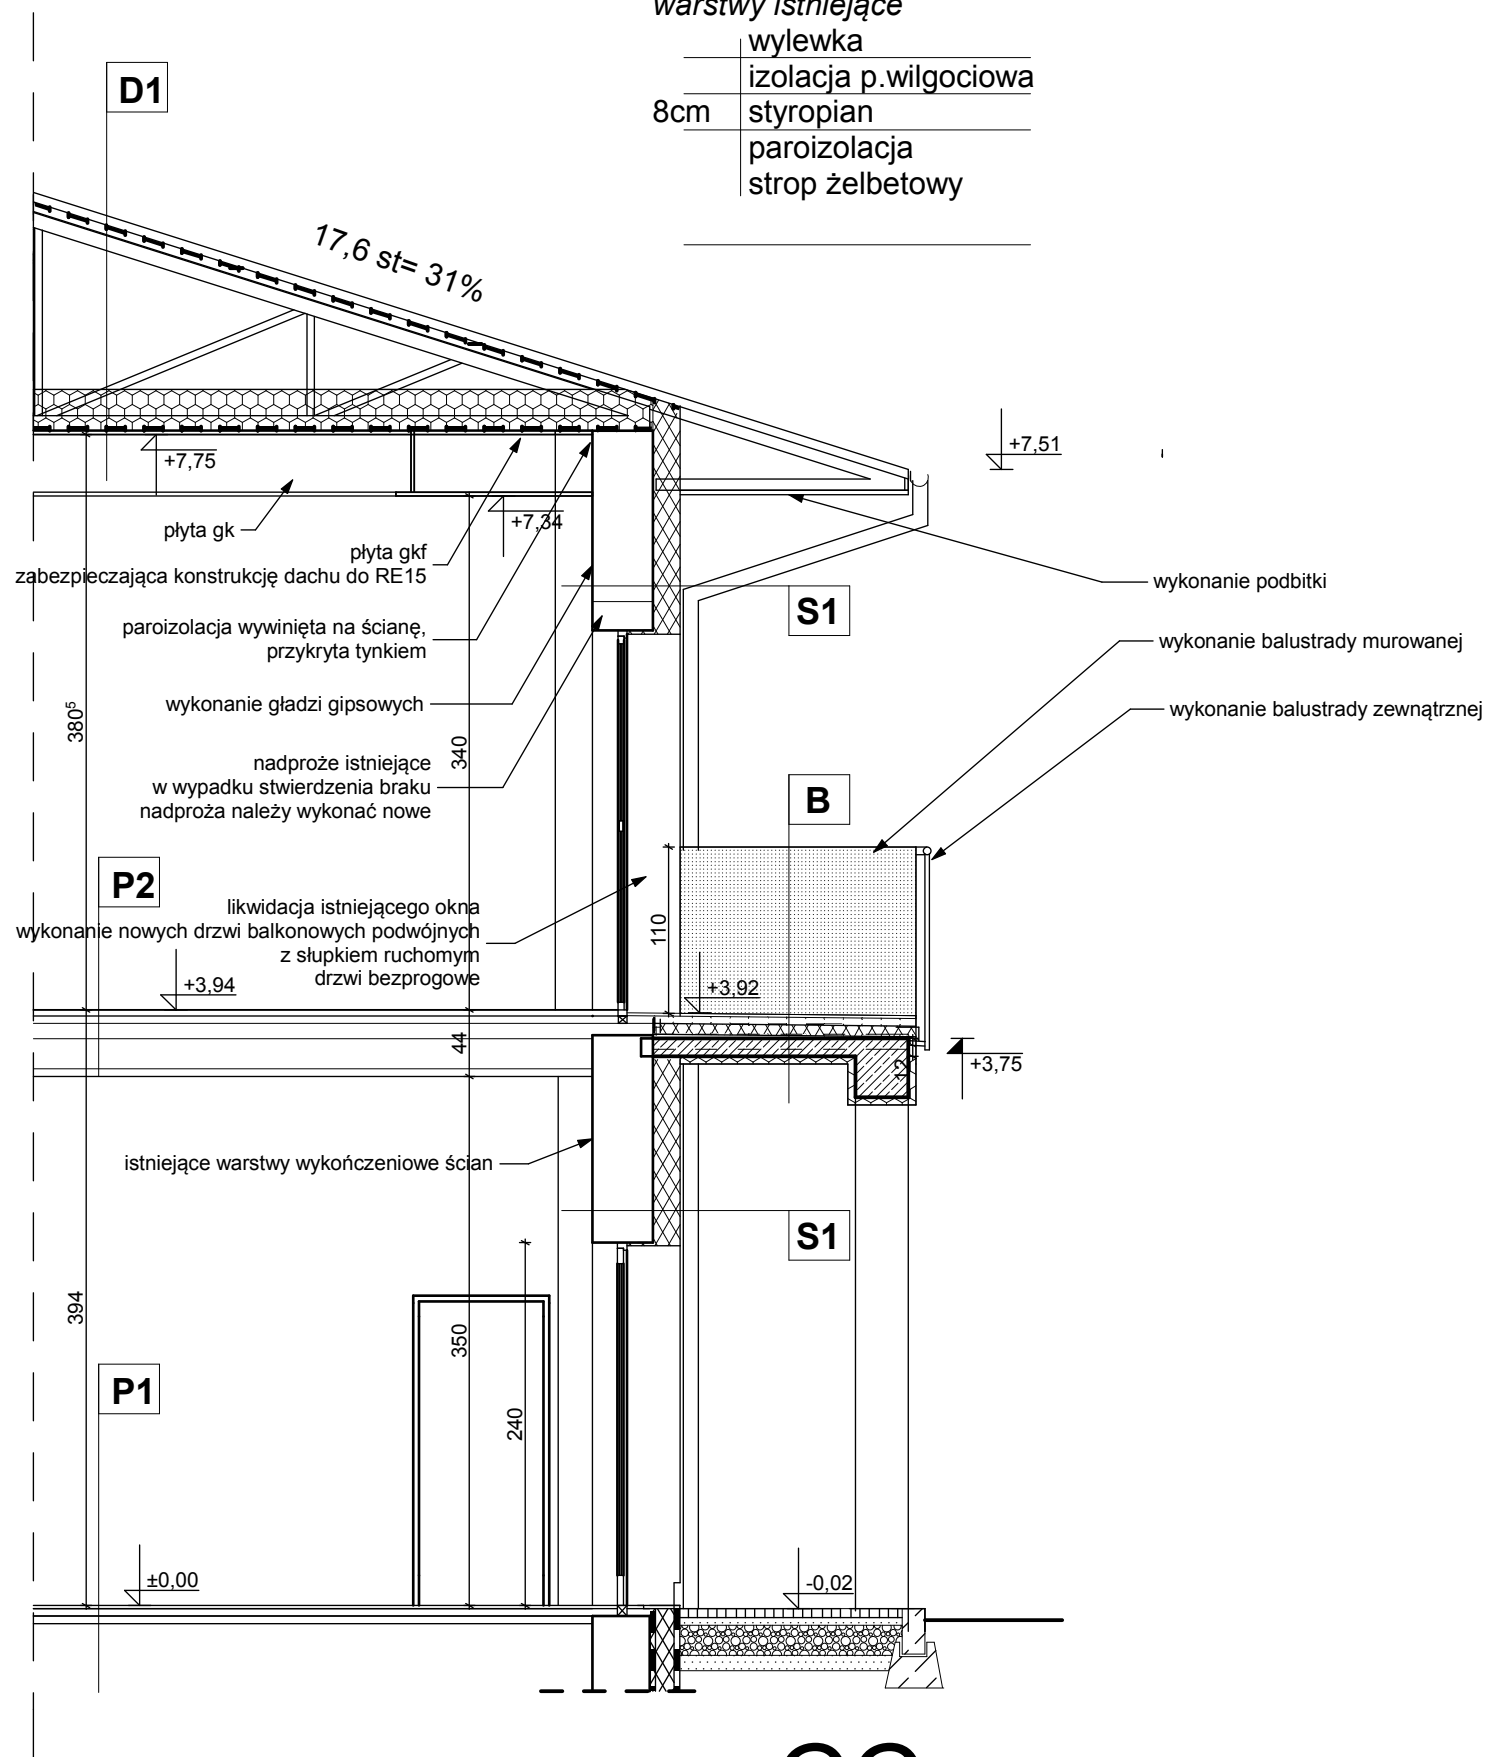 warstwy istniejące
wylewka
izolacja p.wilgociowa
8cm styropian
paroizolacja
strop żelbetowy
D1
17,6 st= 31%
+7,75
+7,51
+7,34
płyta gk
płyta gkf
zabezpieczająca konstrukcję dachu do RE15
wykonanie podbitki
S1
paroizolacja wywinięta na ścianę,
przykryta tynkiem
wykonanie balustrady murowanej
wykonanie gładzi gipsowych
wykonanie balustrady zewnątrznej
380⁵
340
nadproże istniejące
w wypadku stwierdzenia braku
nadproża należy wykonać nowe
B
P2
likwidacja istniejącego okna
wykonanie nowych drzwi balkonowych podwójnych
z słupkiem ruchomym
drzwi bezprogowe
110
+3,94
+3,92
44
12
+3,75
istniejące warstwy wykończeniowe ścian
S1
394
350
240
P1
±0,00
-0,02